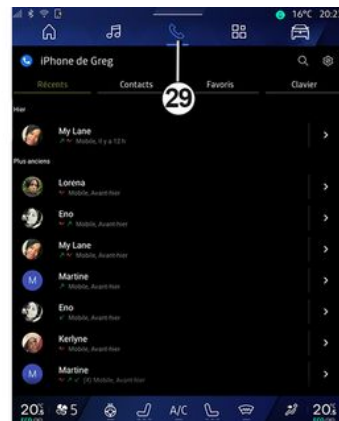 16°C 20:2
iPhone de Greg
Récents Contacts Favoris Clavier
29
Hier
My Lane
Mobile, Il y a 12 h
Plus anciens
Lorena
Mobile, Avant-hier
Eno
Mobile, Avant-hier
My Lane
Mobile, Avant-hier
M Martine
Mobile, Avant-hier
Eno
Mobile, Avant-hier
Kerlyne
Mobile, Avant-hier
M Martine
(4) Mobile, Avant-hier
20 5 A/C 20